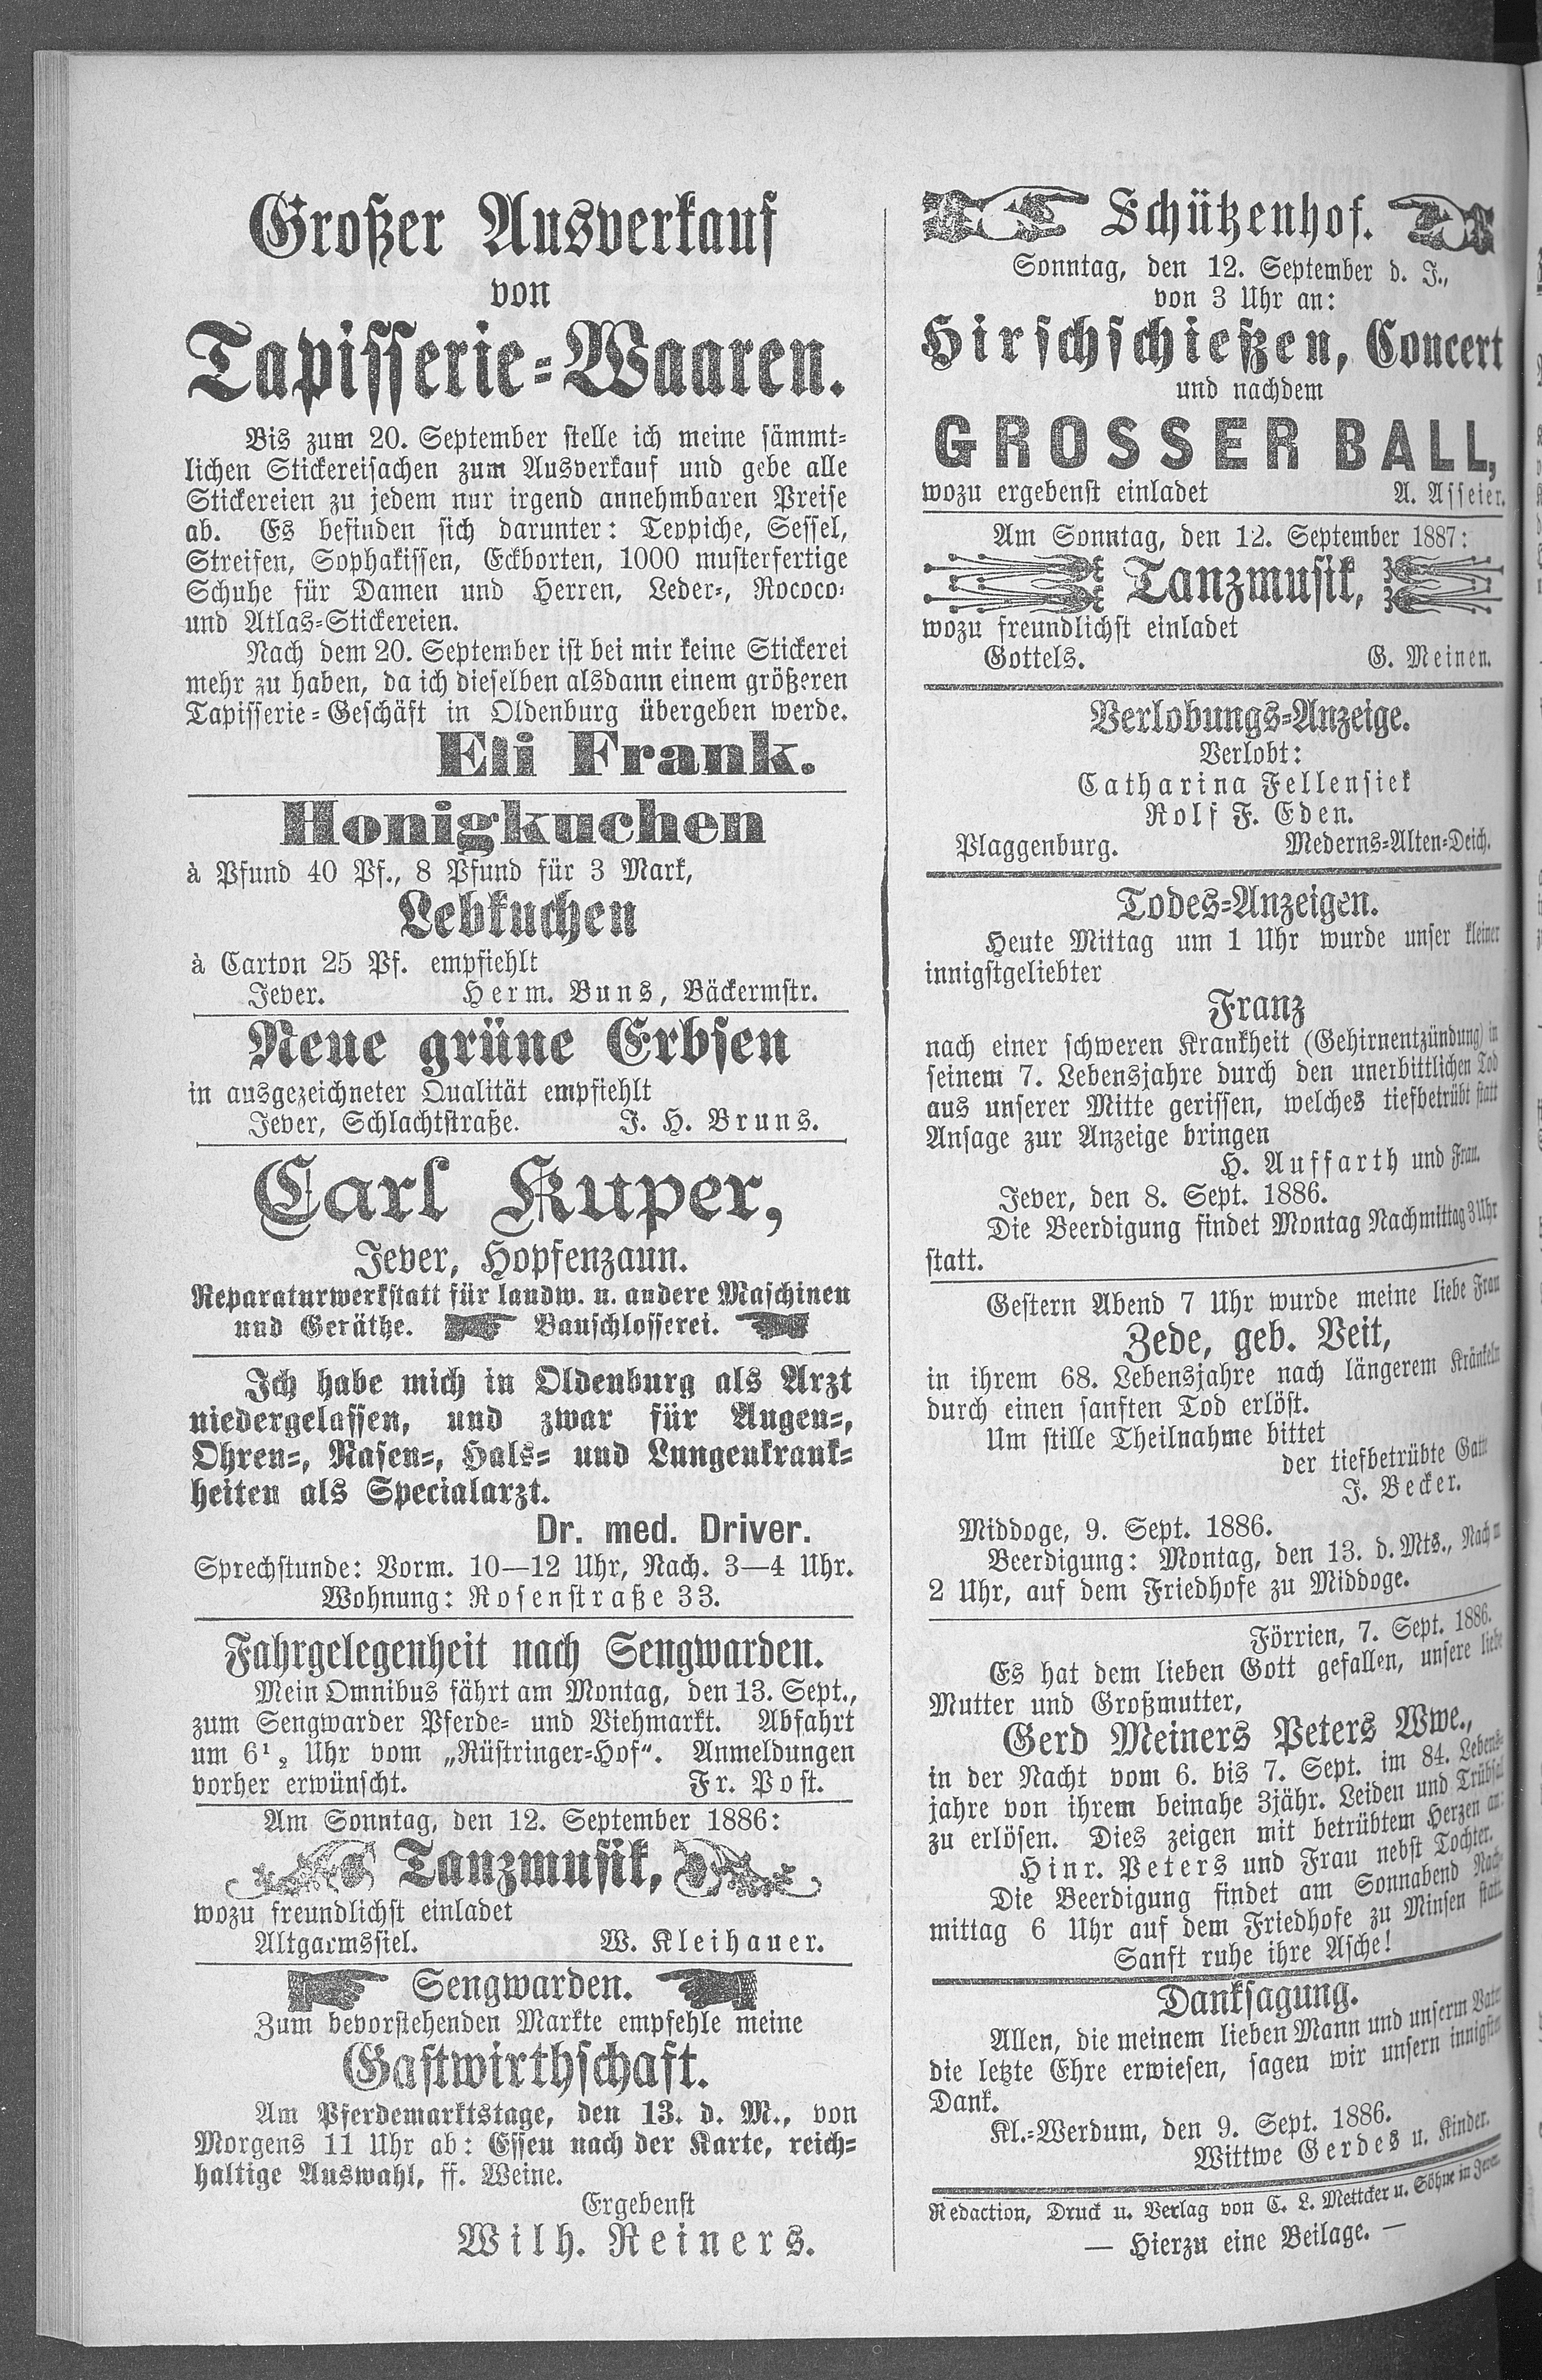 Großer Ausverkauf
von
Tapisserie-Waaren.
Bis zum 20. September stelle ich meine sämmt-
lichen Stickereisachen zum Ausverkauf und gebe alle
Stickereien zu jedem nur irgend annehmbaren Preise
ab. Es befinden sich darunter: Teppiche, Sessel,
Streifen, Sophakissen, Eckborten, 1000 musterfertige
Schuhe für Damen und Herren, Leder-, Rococo-
und Atlas-Stickereien.
Nach dem 20. September ist bei mir keine Stickerei
mehr zu haben, da ich dieselben alsdann einem größeren
Tapisserie-Geschäft in Oldenburg übergeben werde.
Eli Frank.
Honigkuchen
à Pfund 40 Pf., 8 Pfund für 3 Mark,
Lebkuchen
à Carton 25 Pf. empfiehlt
Jever. Herm. Buns, Bäckermstr.
Neue grüne Erbsen
in ausgezeichneter Qualität empfiehlt
Jever, Schlachtstraße. J. H. Bruns.
Carl Kuper,
Jever, Hopfenzaun.
Reparaturwerkstatt für landw. u. andere Maschinen
und Geräthe. Bauschlosserei.
Ich habe mich in Oldenburg als Arzt
niedergelassen, und zwar für Augen-,
Ohren-, Nasen-, Hals- und Lungenkrank-
heiten als Specialarzt.
Dr. med. Driver.
Sprechstunde: Vorm. 10—12 Uhr, Nach. 3—4 Uhr.
Wohnung: Rosenstraße 33.
Fahrgelegenheit nach Sengwarden.
Mein Omnibus fährt am Montag, den 13. Sept.,
zum Sengwarder Pferde- und Viehmarkt. Abfahrt
um 6½ Uhr vom „Rüstringer-Hof“. Anmeldungen
vorher erwünscht. Fr. Post.
Am Sonntag, den 12. September 1886:
Tanzmusik,
wozu freundlichst einladet
Altgarmssiel. W. Kleihauer.
Sengwarden.
Zum bevorstehenden Markte empfehle meine
Gastwirthschaft.
Am Pferdemarktstage, den 13. d. M., von
Morgens 11 Uhr ab: Essen nach der Karte, reich-
haltige Auswahl, ff. Weine.
Ergebenst
Wilh. Reiners.
Schützenhof.
Sonntag, den 12. September d. J.,
von 3 Uhr an:
Hirschschießen, Concert
und nachdem
GROSSER BALL,
wozu ergebenst einladet A. Asseier.
Am Sonntag, den 12. September 1887:
Tanzmusik,
wozu freundlichst einladet
Gottels. G. Meinen.
Verlobungs-Anzeige.
Verlobt:
Catharina Fellensiek
Rolf F. Eden.
Plaggenburg. Mederns-Alten-Deich.
Todes-Anzeigen.
Heute Mittag um 1 Uhr wurde unser kleiner
innigstgeliebter
Franz
nach einer schweren Krankheit (Gehirnentzündung) in
seinem 7. Lebensjahre durch den unerbittlichen Tod
aus unserer Mitte gerissen, welches tiefbetrübt statt
Ansage zur Anzeige bringen
H. Auffarth und Frau.
Jever, den 8. Sept. 1886.
Die Beerdigung findet Montag Nachmittag 3 Uhr
statt.
Gestern Abend 7 Uhr wurde meine liebe Frau
Zede, geb. Veit,
in ihrem 68. Lebensjahre nach längerem Kränkeln
durch einen sanften Tod erlöst.
Um stille Theilnahme bittet
der tiefbetrübte Gatte
J. Becker.
Middoge, 9. Sept. 1886.
Beerdigung: Montag, den 13. d. Mts., Nachm
2 Uhr, auf dem Friedhofe zu Middoge.
Förrien, 7. Sept. 1886.
Es hat dem lieben Gott gefallen, unsere liebe
Mutter und Großmutter,
Gerd Meiners Peters Wwe.,
in der Nacht vom 6. bis 7. Sept. im 84. Lebens-
jahre von ihrem beinahe 3jähr. Leiden und Trübsal
zu erlösen. Dies zeigen mit betrübtem Herzen an:
Hinr. Peters und Frau nebst Tochter.
Die Beerdigung findet am Sonnabend Nach-
mittag 6 Uhr auf dem Friedhofe zu Minsen statt.
Sanft ruhe ihre Asche!
Danksagung.
Allen, die meinem lieben Mann und unserm Vater
die letzte Ehre erwiesen, sagen wir unsern innigsten
Dank.
Kl.-Werdum, den 9. Sept. 1886.
Wittwe Gerdes u. Kinder.
Redaction, Druck u. Verlag von C. L. Mettcker u. Söhne in Jever.
— Hierzu eine Beilage. —